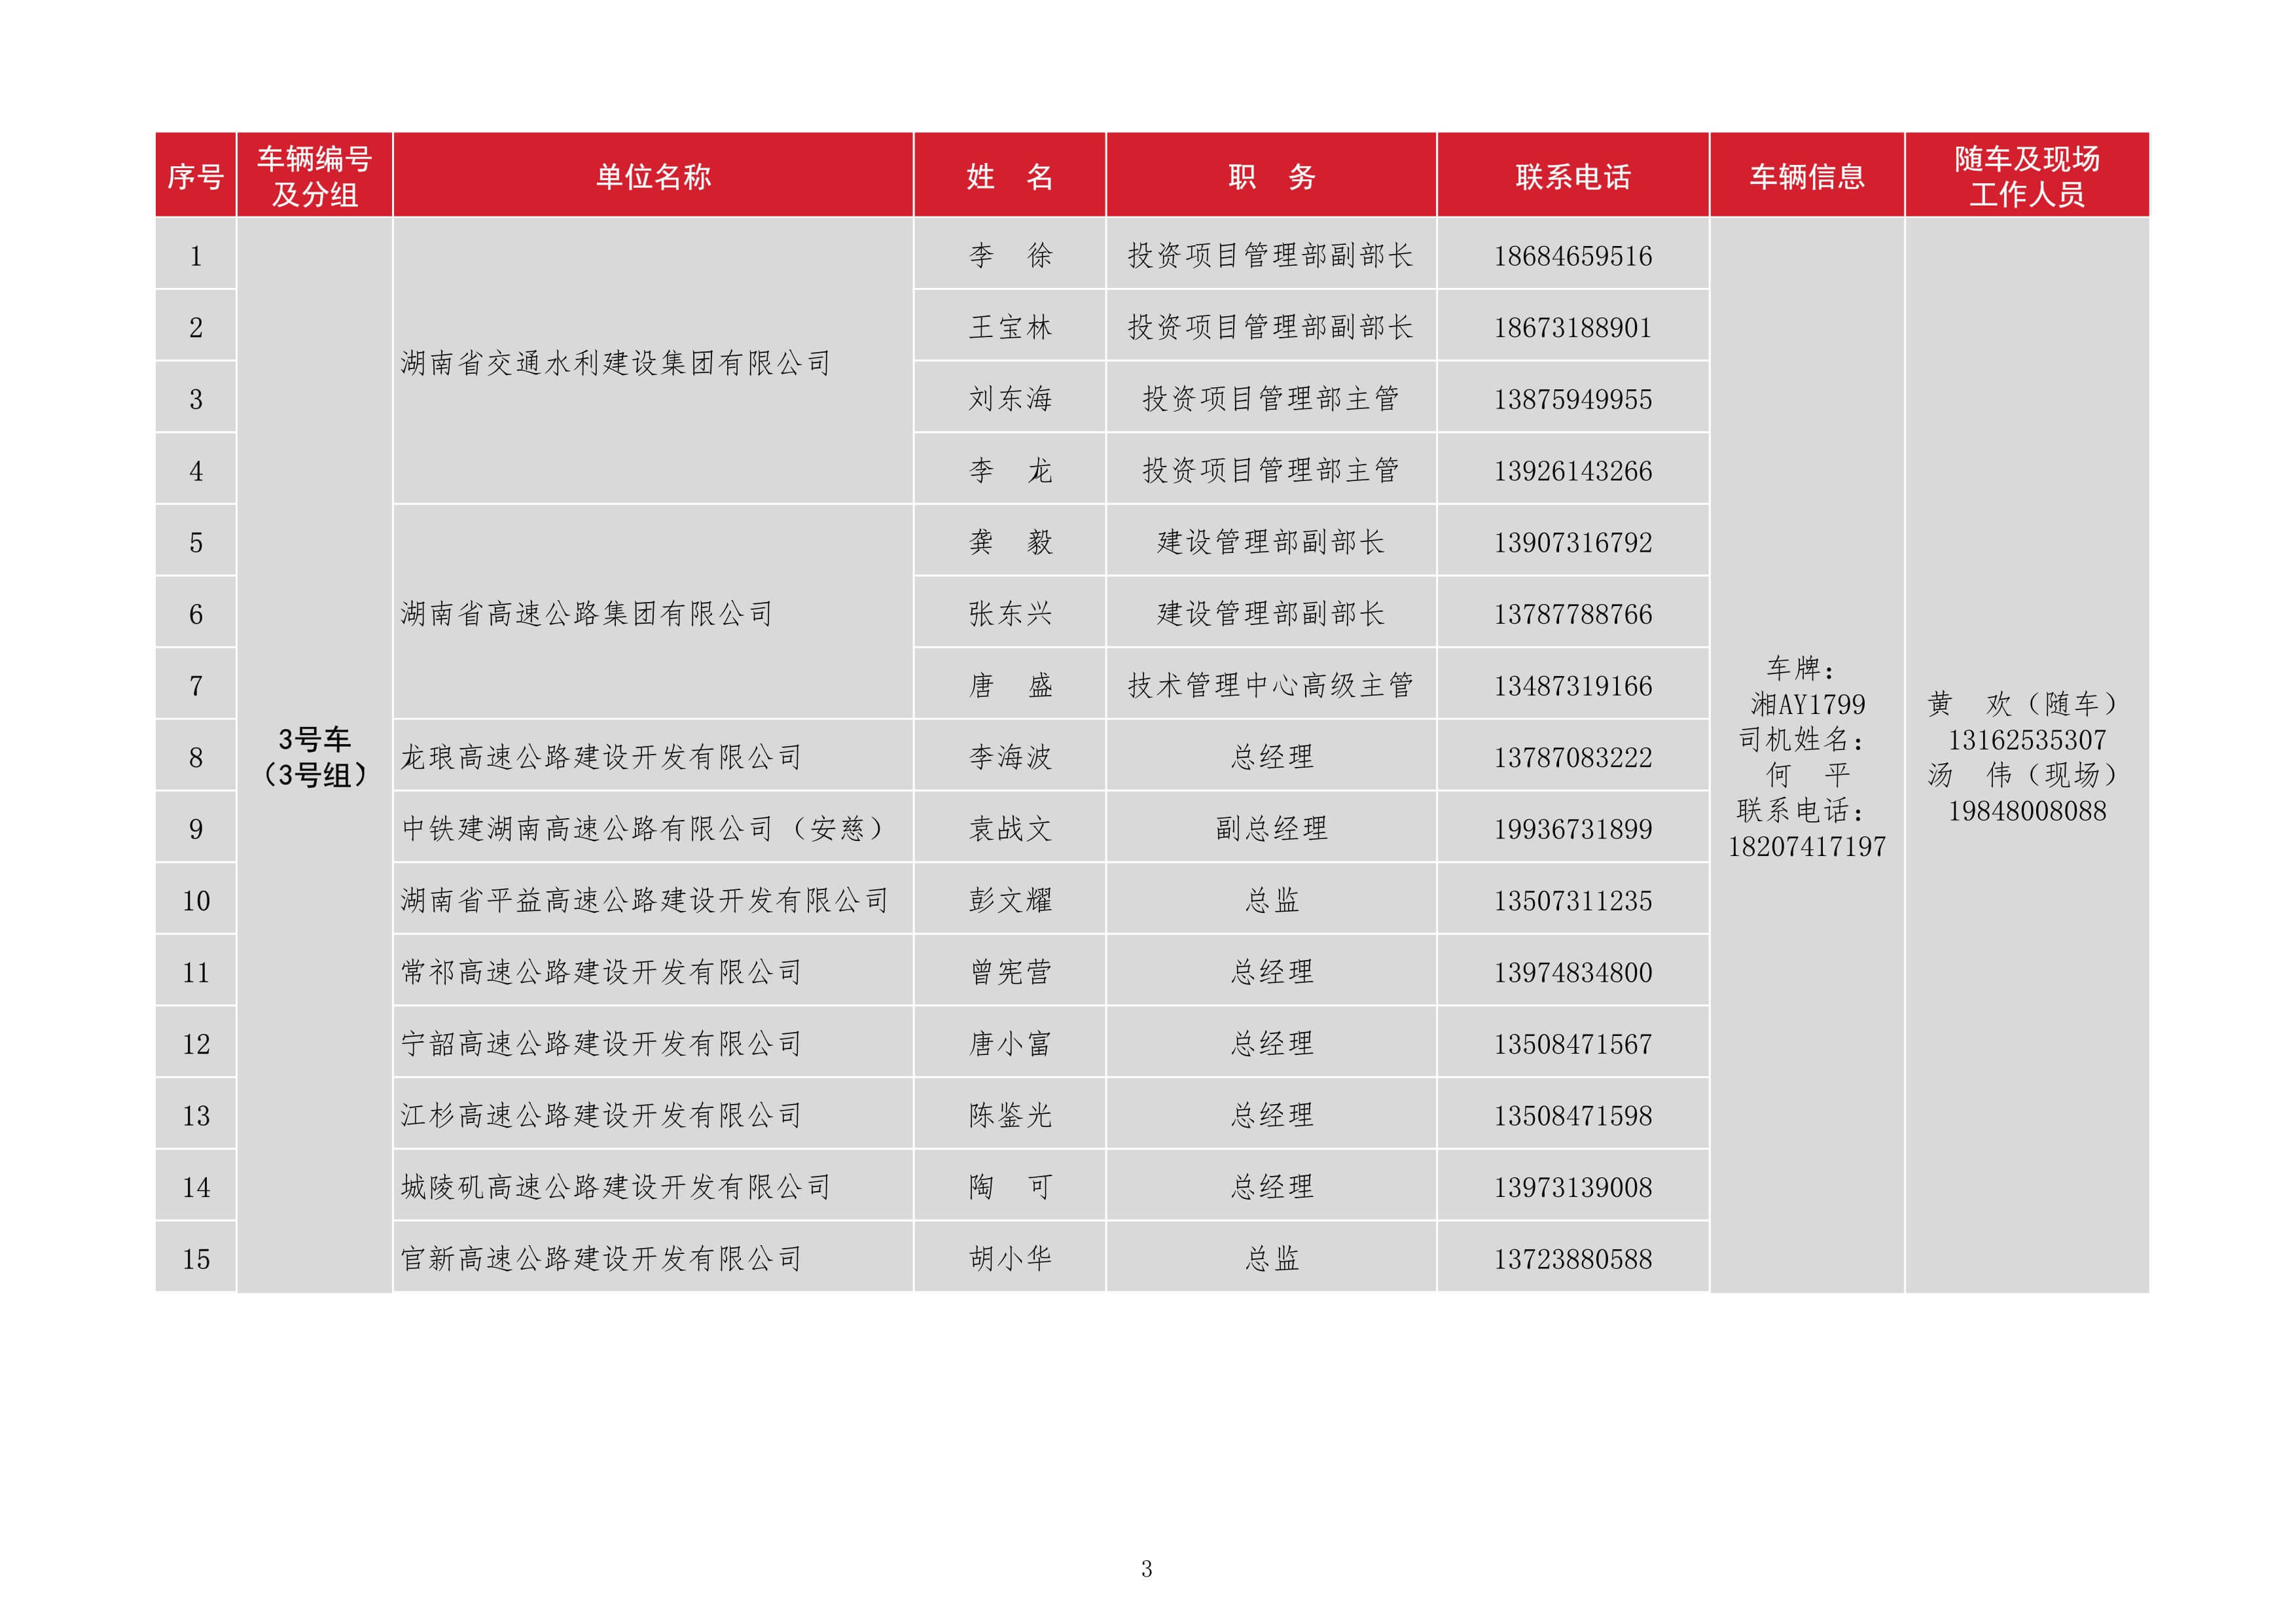 序号 车辆编号及分组 单位名称 姓　名 职　务 联系电话 车辆信息 随车及现场工作人员
1 湖南省交通水利建设集团有限公司 李　徐 投资项目管理部副部长 18684659516
2 王宝林 投资项目管理部副部长 18673188901
3 刘东海 投资项目管理部主管 13875949955
4 李　龙 投资项目管理部主管 13926143266
5 湖南省高速公路集团有限公司 龚　毅 建设管理部副部长 13907316792
6 张东兴 建设管理部副部长 13787788766
7 唐　盛 技术管理中心高级主管 13487319166
8 龙琅高速公路建设开发有限公司 李海波 总经理 13787083222
9 中铁建湖南高速公路有限公司（安慈） 袁战文 副总经理 19936731899
10 湖南省平益高速公路建设开发有限公司 彭文耀 总监 13507311235
11 常祁高速公路建设开发有限公司 曾宪营 总经理 13974834800
12 宁韶高速公路建设开发有限公司 唐小富 总经理 13508471567
13 江杉高速公路建设开发有限公司 陈鉴光 总经理 13508471598
14 城陵矶高速公路建设开发有限公司 陶　可 总经理 13973139008
15 官新高速公路建设开发有限公司 胡小华 总监 13723880588
3号车
（3号组）
车牌：
湘AY1799
司机姓名：
何　平
联系电话：
18207417197
黄　欢（随车）
13162535307
汤　伟（现场）
19848008088
3